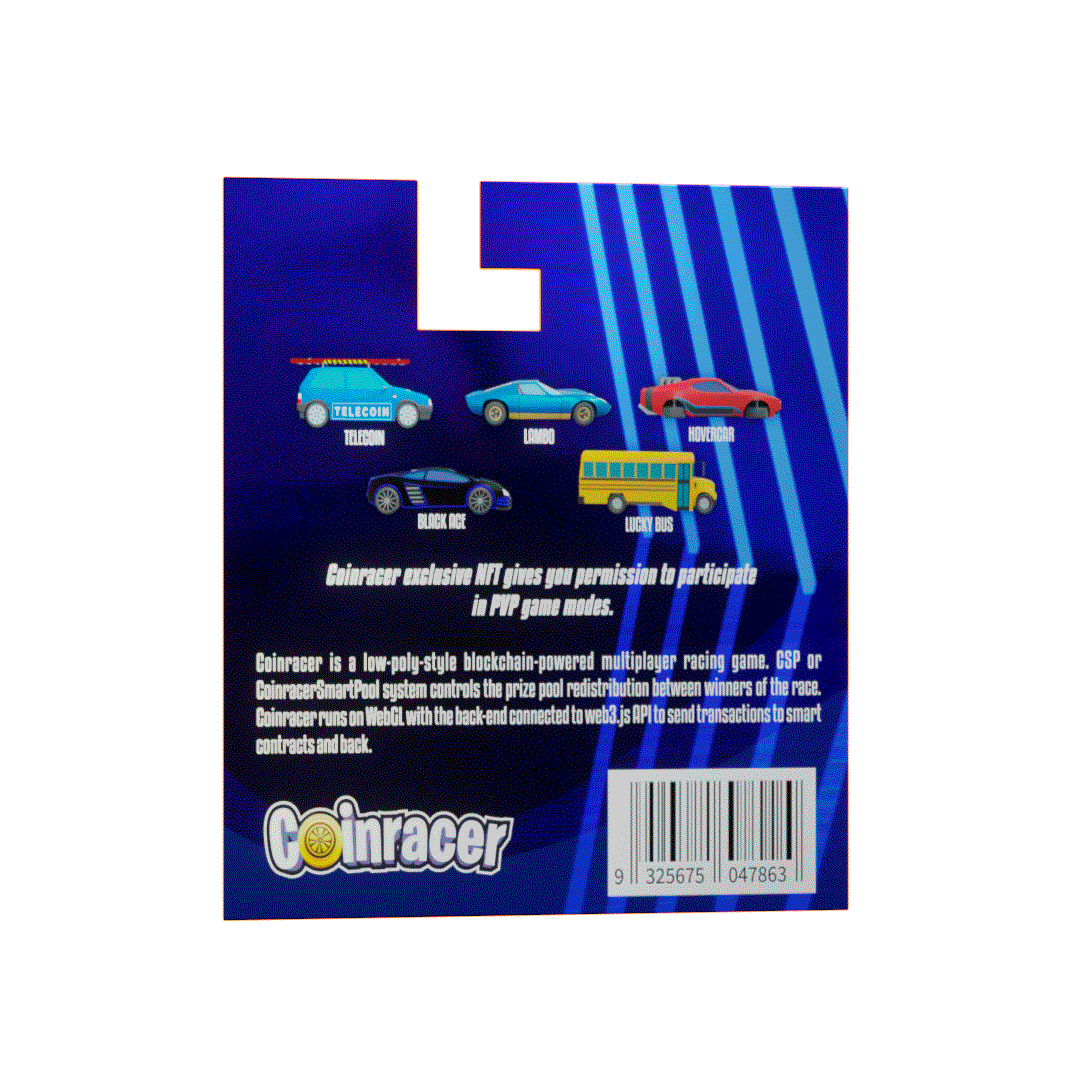 TELECOIN
TELECOIN
LAMBO
HOVERCAR
BLACK ACE
LUCKY BUS
Coinracer exclusive NFT gives you permission to participate
in PVP game modes.
Coinracer is a low-poly-style blockchain-powered multiplayer racing game. CSP or
CoinracerSmartPool system controls the prize pool redistribution between winners of the race.
Coinracer runs on WebGL with the back-end connected to web3.js API to send transactions to smart
contracts and back.
Coinracer
9 325675 047863